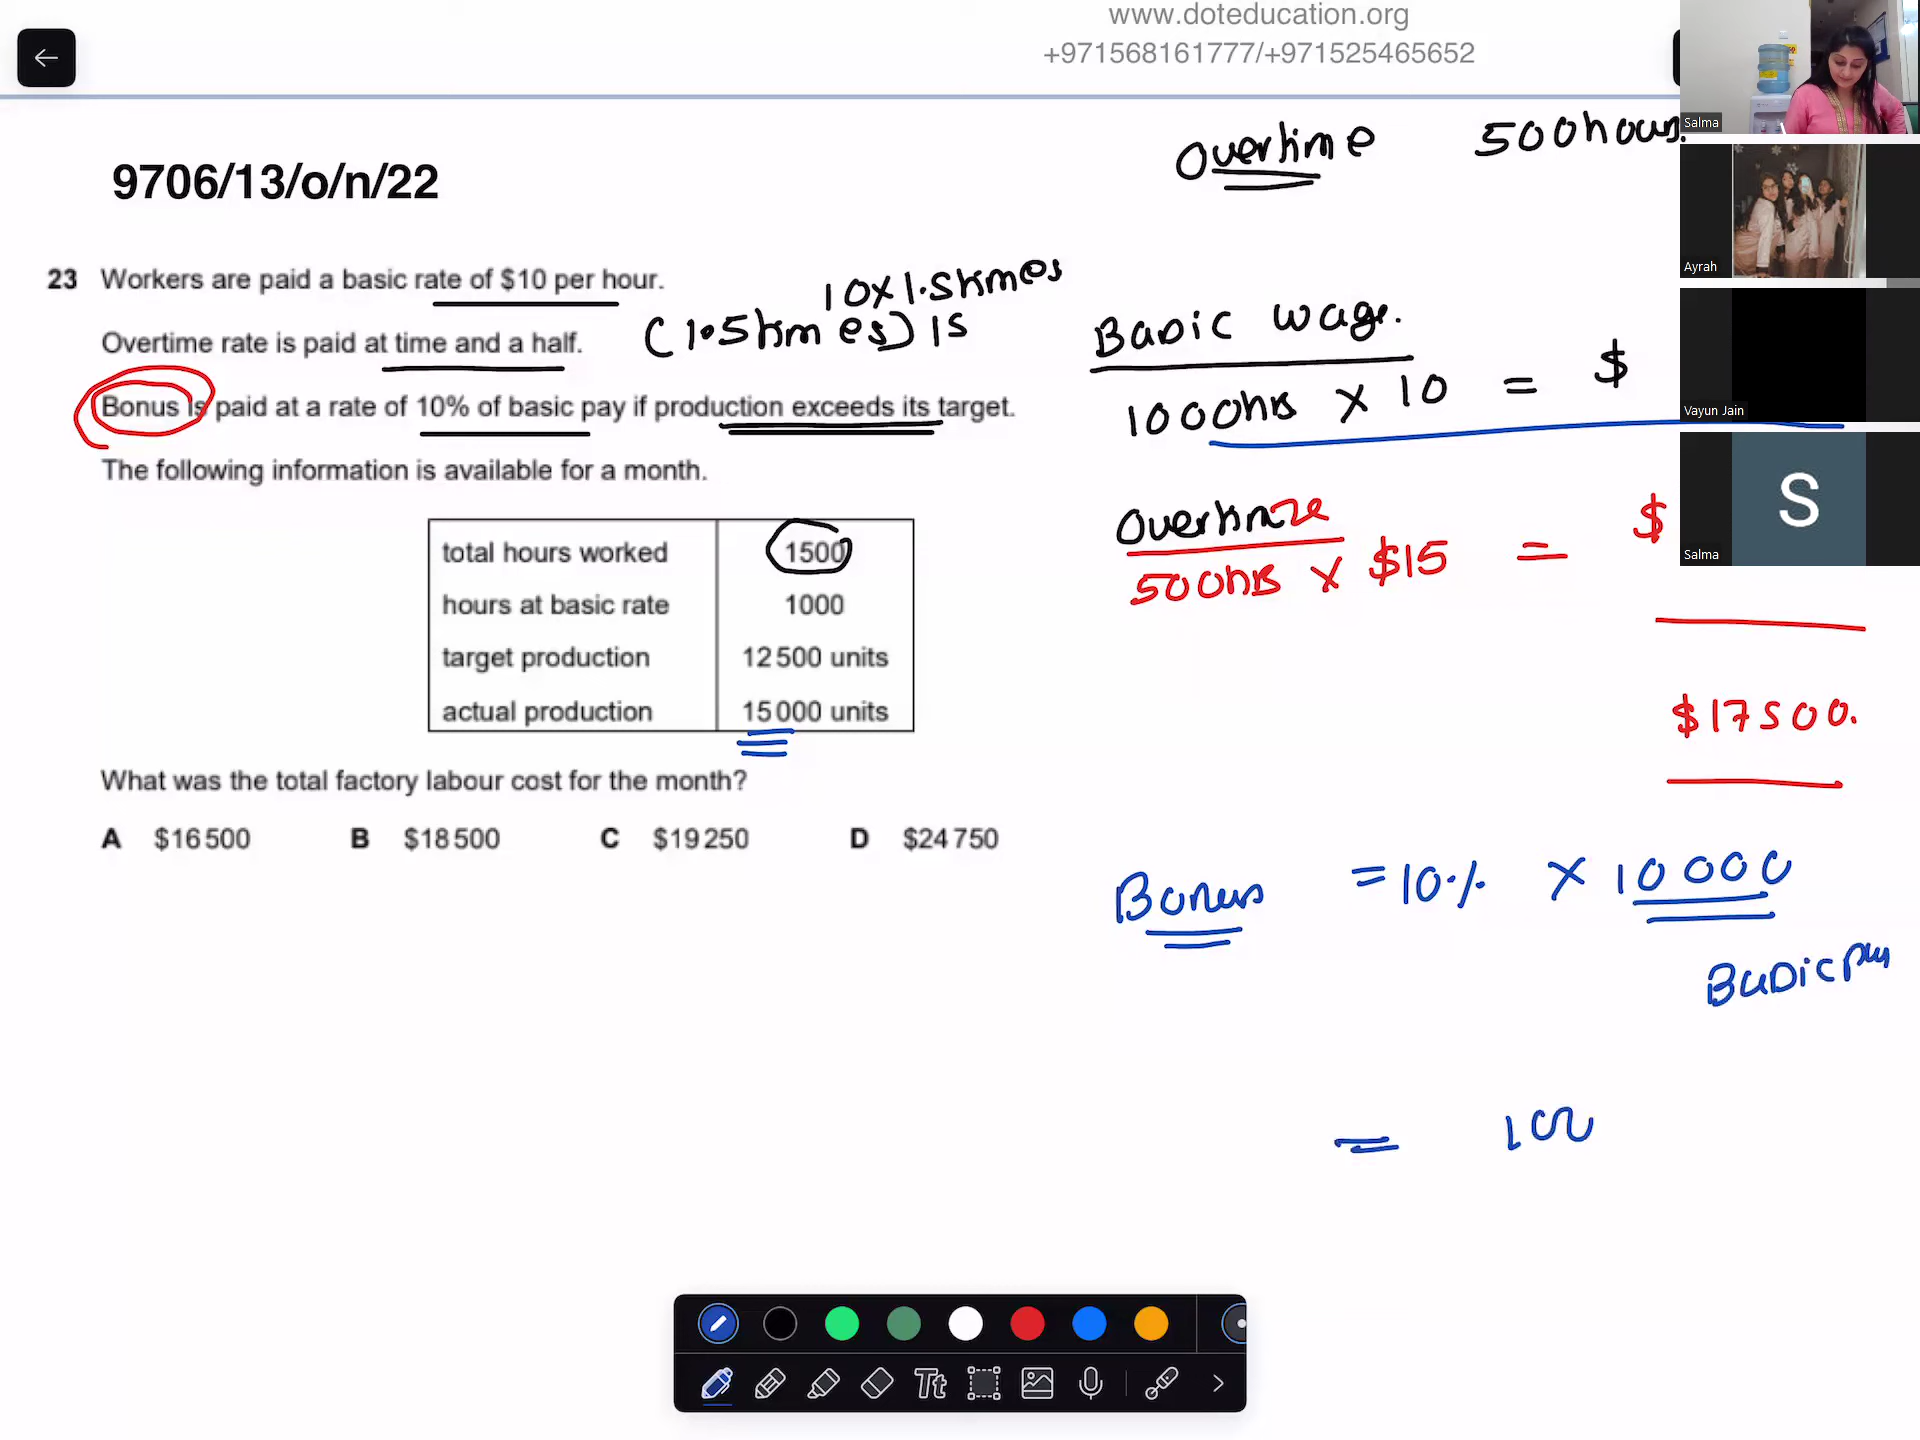 www.doteducation.org
+971568161777/+971525465652
Overtime 500hours.
Salma
9706/13/o/n/22
Ayrah
23 Workers are paid a basic rate of $10 per hour.
10x1.5times
Overtime rate is paid at time and a half.
(1.5times) 15
Basic wage.
1000hrs x 10 = $
Bonus is paid at a rate of 10% of basic pay if production exceeds its target.
Vayun Jain
The following information is available for a month.
S
Salma
Overtime
500hrs x $15 = $
total hours worked 1500
hours at basic rate 1000
target production 12 500 units
actual production 15 000 units
$17500.
What was the total factory labour cost for the month?
A $16 500 B $18 500 C $19 250 D $24 750
Bonus = 10% x 10 000
Basic pay
= 100
Tt